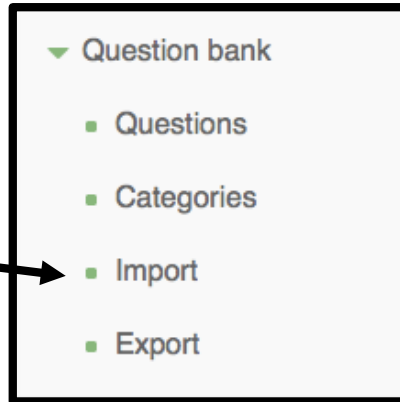 Question bank
Questions
Categories
Import
Export